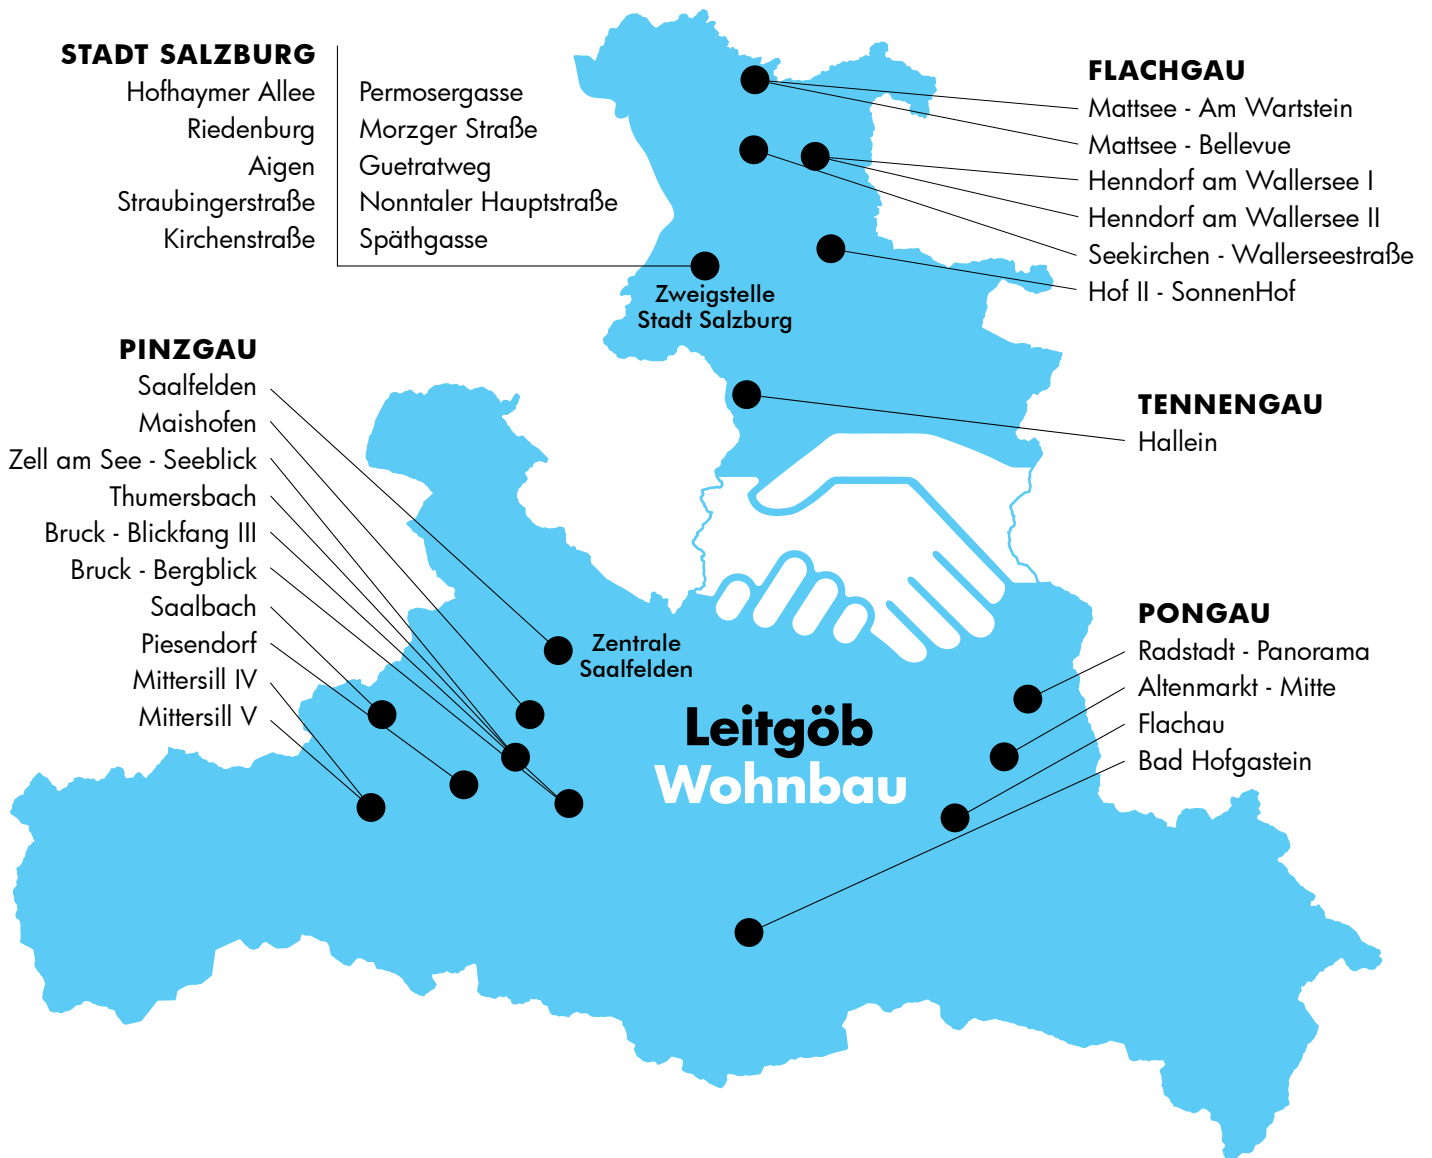 STADT SALZBURG
Hofhaymer Allee
Riedenburg
Aigen
Straubingerstraße
Kirchenstraße
Permosergasse
Morzger Straße
Guetratweg
Nonntaler Hauptstraße
Späthgasse
Zweigstelle
Stadt Salzburg
FLACHGAU
Mattsee - Am Wartstein
Mattsee - Bellevue
Henndorf am Wallersee I
Henndorf am Wallersee II
Seekirchen - Wallerseestraße
Hof II - SonnenHof
TENNENGAU
Hallein
PINZGAU
Saalfelden
Maishofen
Zell am See - Seeblick
Thumersbach
Bruck - Blickfang III
Bruck - Bergblick
Saalbach
Piesendorf
Mittersill IV
Mittersill V
Zentrale
Saalfelden
Leitgöb
Wohnbau
PONGAU
Radstadt - Panorama
Altenmarkt - Mitte
Flachau
Bad Hofgastein